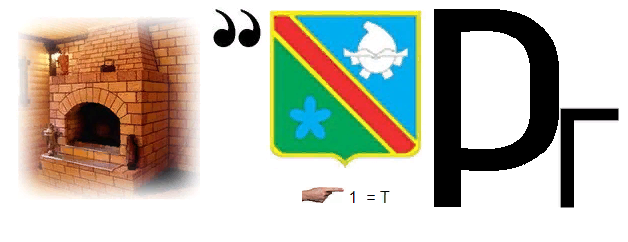 “ Рг
1 = Т